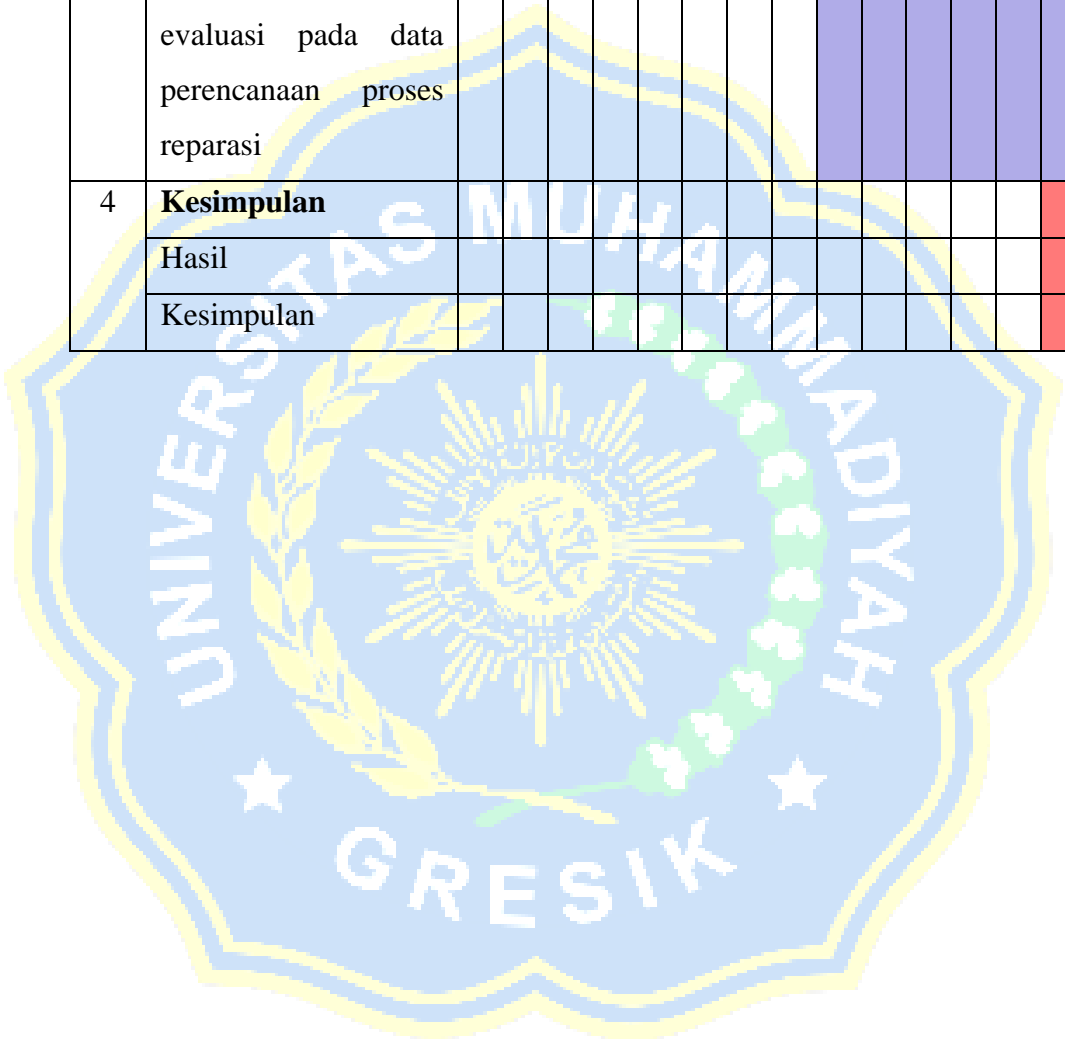 evaluasi pada data
perencanaan proses
reparasi
4 Kesimpulan
Hasil
Kesimpulan
UNIVERSITAS MUHAMMADIYAH
GRESIK